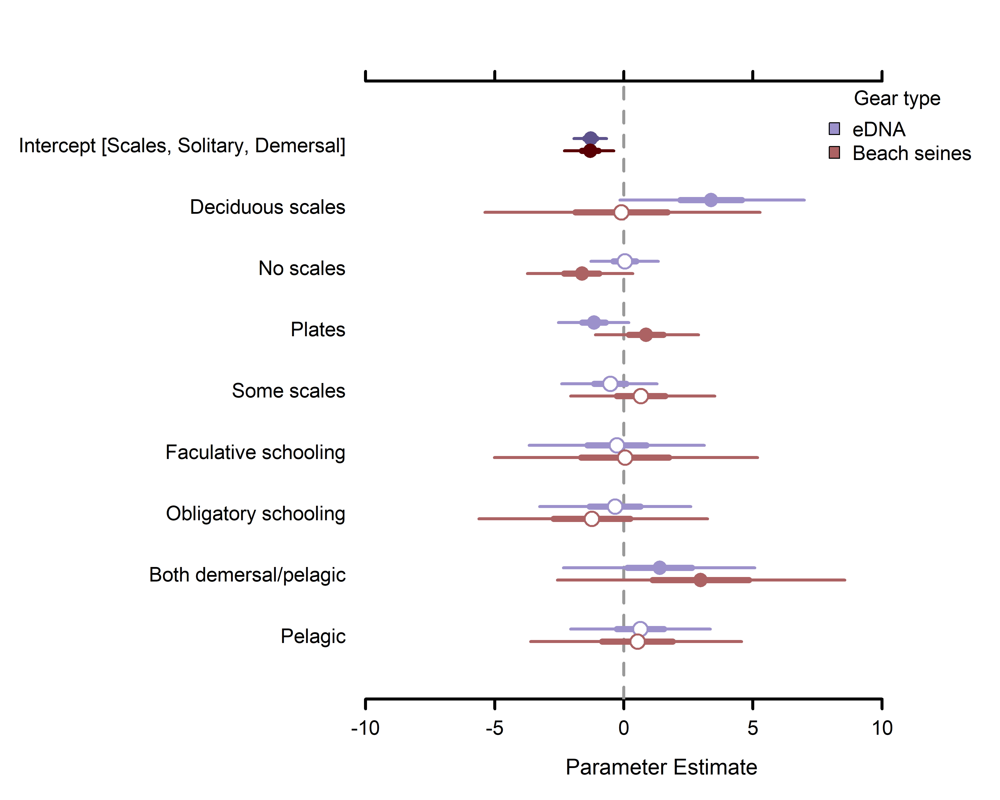 Gear type
eDNA
Beach seines
Intercept [Scales, Solitary, Demersal]
Deciduous scales
No scales
Plates
Some scales
Faculative schooling
Obligatory schooling
Both demersal/pelagic
Pelagic
-10 -5 0 5 10
Parameter Estimate